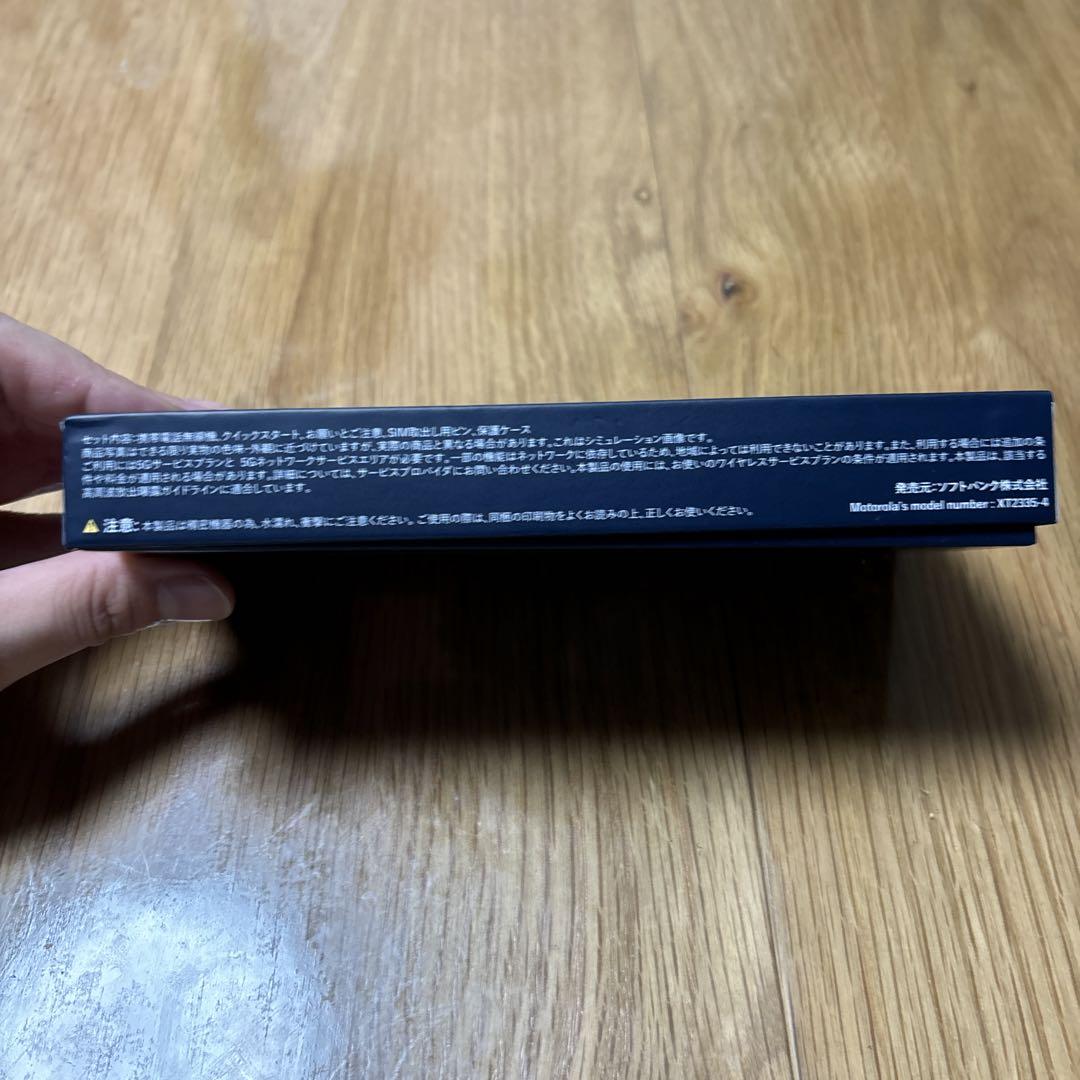 セット内容:携帯電話無線機、クイックスタート、お願いとご注意、SIM取出し用ピン、保護ケース
商品写真はできる限り実物の色味・外観に近づけていますが、実際の商品と異なる場合があります。これはシミュレーション画像です。
ご利用には5Gサービスプランと 5Gネットワークサービスエリアが必要です。一部の機能はネットワークに依存しているため、地域によっては利用できないことがあります。また、利用する場合には追加の条
件や料金が適用される場合があります。詳細については、サービスプロバイダにお問い合わせください。本製品の使用には、お使いのワイヤレスサービスプランの条件が適用されます。本製品は、該当する
高周波放出曝露ガイドラインに適合しています。
発売元:ソフトバンク株式会社
Motorola's model number : XT2335-4
注意: 本製品は精密機器の為、水濡れ、衝撃にご注意ください。ご使用の際は、同梱の印刷物をよくお読みの上、正しくお使いください。